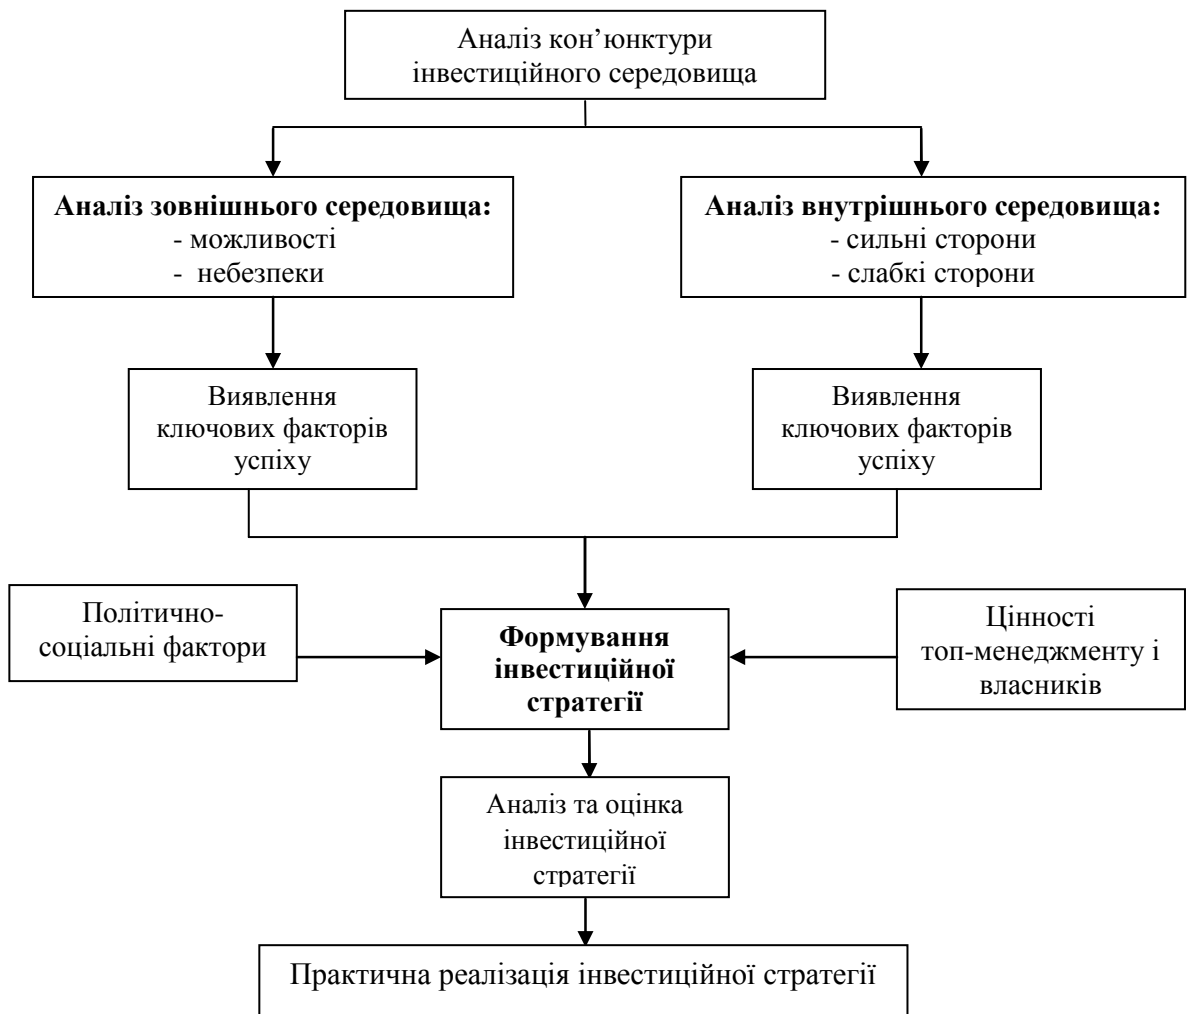 Аналіз кон’юнктури
інвестиційного середовища
Аналіз зовнішнього середовища:
- можливості
- небезпеки
Аналіз внутрішнього середовища:
- сильні сторони
- слабкі сторони
Виявлення
ключових факторів
успіху
Виявлення
ключових факторів
успіху
Політично-
соціальні фактори
Формування
інвестиційної
стратегії
Цінності
топ-менеджменту і
власників
Аналіз та оцінка
інвестиційної
стратегії
Практична реалізація інвестиційної стратегії